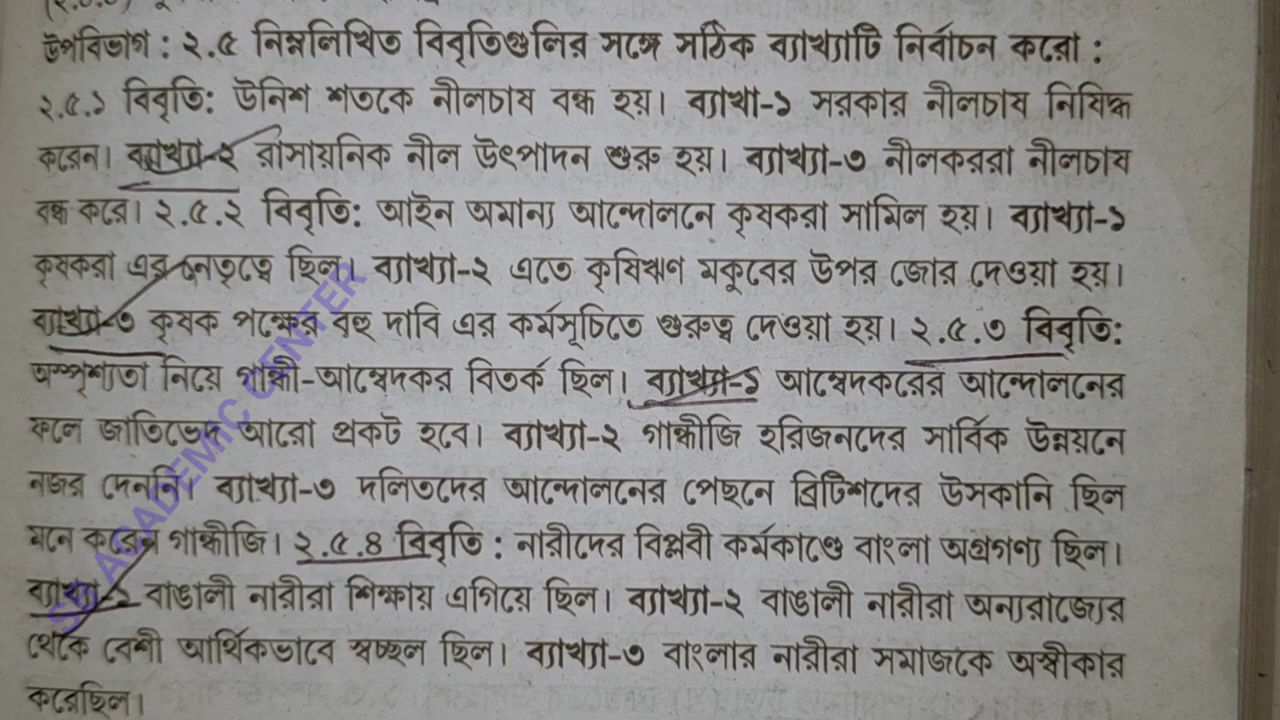 উপবিভাগ : ২.৫ নিম্নলিখিত বিবৃতিগুলির সঙ্গে সঠিক ব্যাখ্যাটি নির্বাচন করো :
২.৫.১ বিবৃতি: উনিশ শতকে নীলচাষ বন্ধ হয়। ব্যাখা-১ সরকার নীলচাষ নিষিদ্ধ
করেন। ব্যাখ্যা-২ রাসায়নিক নীল উৎপাদন শুরু হয়। ব্যাখ্যা-৩ নীলকররা নীলচাষ
বন্ধ করে। ২.৫.২ বিবৃতি: আইন অমান্য আন্দোলনে কৃষকরা সামিল হয়। ব্যাখ্যা-১
কৃষকরা এর নেতৃত্বে ছিল। ব্যাখ্যা-২ এতে কৃষিঋণ মকুবের উপর জোর দেওয়া হয়।
ব্যাখ্যা-৩ কৃষক পক্ষের বহু দাবি এর কর্মসূচিতে গুরুত্ব দেওয়া হয়। ২.৫.৩ বিবৃতি:
অস্পৃশ্যতা নিয়ে গান্ধী-আম্বেদকর বিতর্ক ছিল। ব্যাখ্যা-১ আম্বেদকরের আন্দোলনের
ফলে জাতিভেদ আরো প্রকট হবে। ব্যাখ্যা-২ গান্ধীজি হরিজনদের সার্বিক উন্নয়নে
নজর দেননি। ব্যাখ্যা-৩ দলিতদের আন্দোলনের পেছনে ব্রিটিশদের উসকানি ছিল
মনে করেন গান্ধীজি। ২.৫.৪ বিবৃতি : নারীদের বিপ্লবী কর্মকাণ্ডে বাংলা অগ্রগণ্য ছিল।
ব্যাখ্যা-১ বাঙালী নারীরা শিক্ষায় এগিয়ে ছিল। ব্যাখ্যা-২ বাঙালী নারীরা অন্যরাজ্যের
থেকে বেশী আর্থিকভাবে স্বচ্ছল ছিল। ব্যাখ্যা-৩ বাংলার নারীরা সমাজকে অস্বীকার
করেছিল।
ACADEMIC CENTER